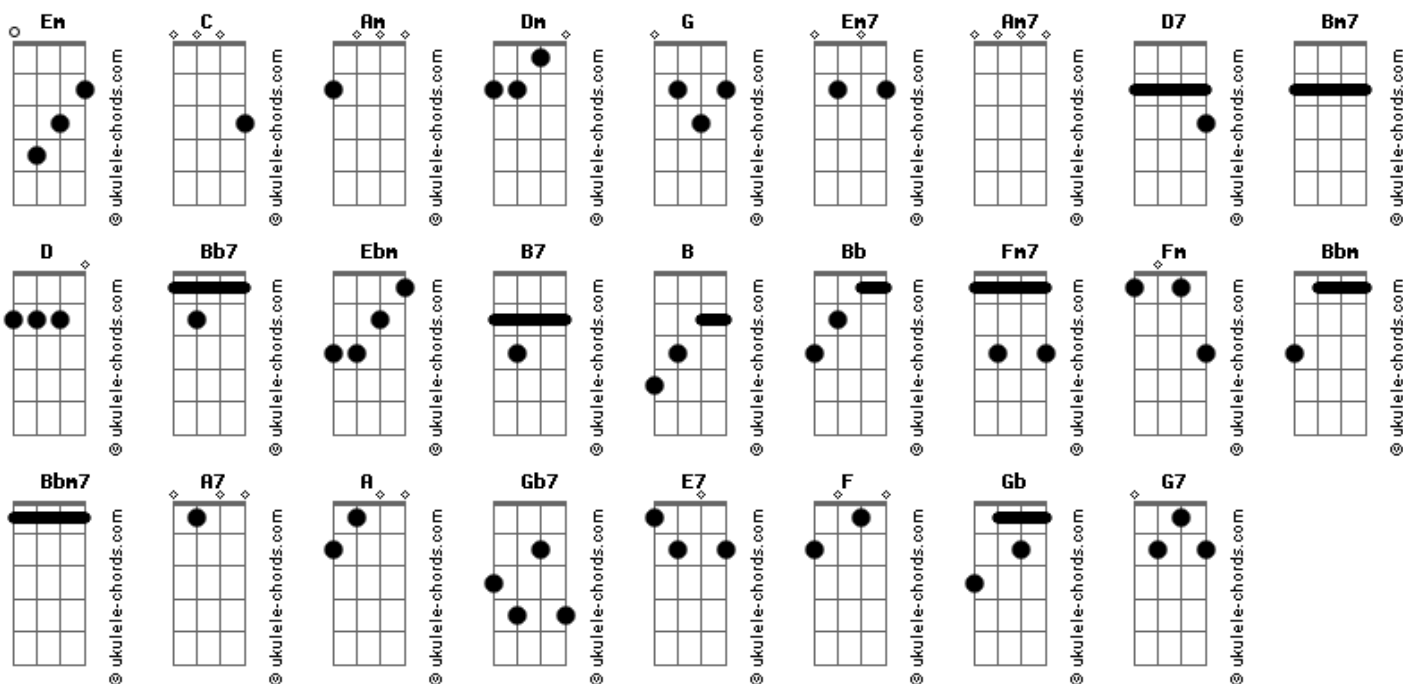 Em C Am Dm G Em7 Am7 D7 Bm7
© ukulele-chords.com © ukulele-chords.com © ukulele-chords.com © ukulele-chords.com © ukulele-chords.com © ukulele-chords.com © ukulele-chords.com © ukulele-chords.com © ukulele-chords.com
D Bb7 Ebm B7 B Bb Fm7 Fm Bbm
© ukulele-chords.com © ukulele-chords.com © ukulele-chords.com © ukulele-chords.com © ukulele-chords.com © ukulele-chords.com © ukulele-chords.com © ukulele-chords.com © ukulele-chords.com
Bbm7 A7 A Gb7 E7 F Gb G7
© ukulele-chords.com © ukulele-chords.com © ukulele-chords.com © ukulele-chords.com © ukulele-chords.com © ukulele-chords.com © ukulele-chords.com © ukulele-chords.com